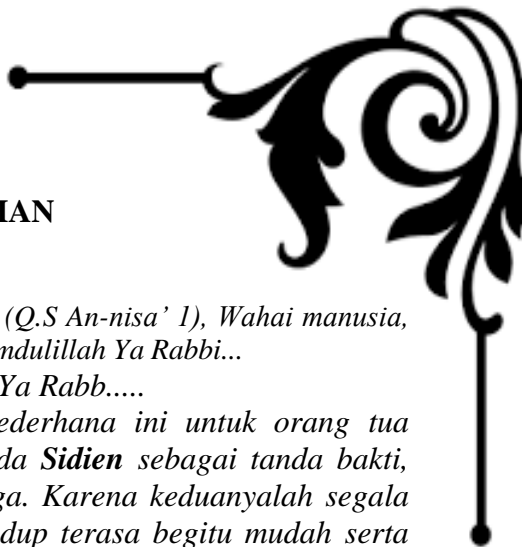 IAN
(Q.S An-nisa’ 1), Wahai manusia,
mdulillah Ya Rabbi...
Ya Rabb.....
ederhana ini untuk orang tua
da Sidien sebagai tanda bakti,
ga. Karena keduanyalah segala
dup terasa begitu mudah serta